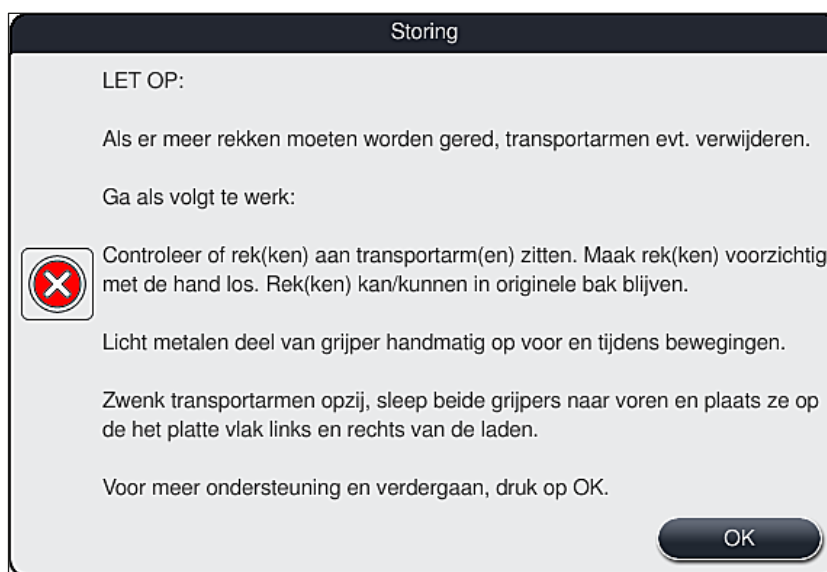 Storing
LET OP:
Als er meer rekken moeten worden gered, transportarmen evt. verwijderen.
Ga als volgt te werk:
Controleer of rek(ken) aan transportarm(en) zitten. Maak rek(ken) voorzichtig
met de hand los. Rek(ken) kan/kunnen in originele bak blijven.
Licht metalen deel van grijper handmatig op voor en tijdens bewegingen.
Zwenk transportarmen opzij, sleep beide grijpers naar voren en plaats ze op
de het platte vlak links en rechts van de laden.
Voor meer ondersteuning en verdergaan, druk op OK.
OK